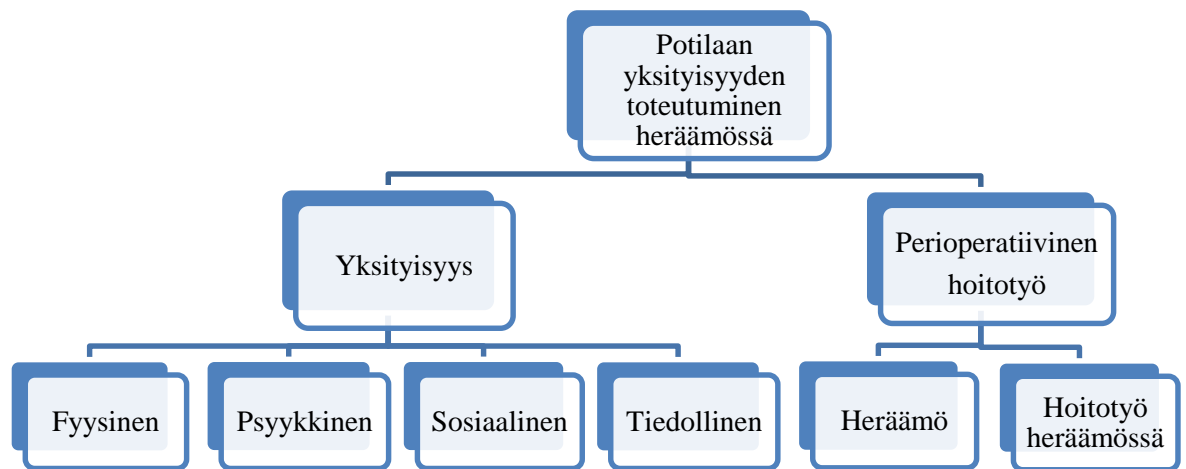 Potilaan
yksityisyyden
toteutuminen
heräämössä
Yksityisyys
Perioperatiivinen
hoitotyö
Fyysinen
Psyykkinen
Sosiaalinen
Tiedollinen
Heräämö
Hoitotyö
heräämössä